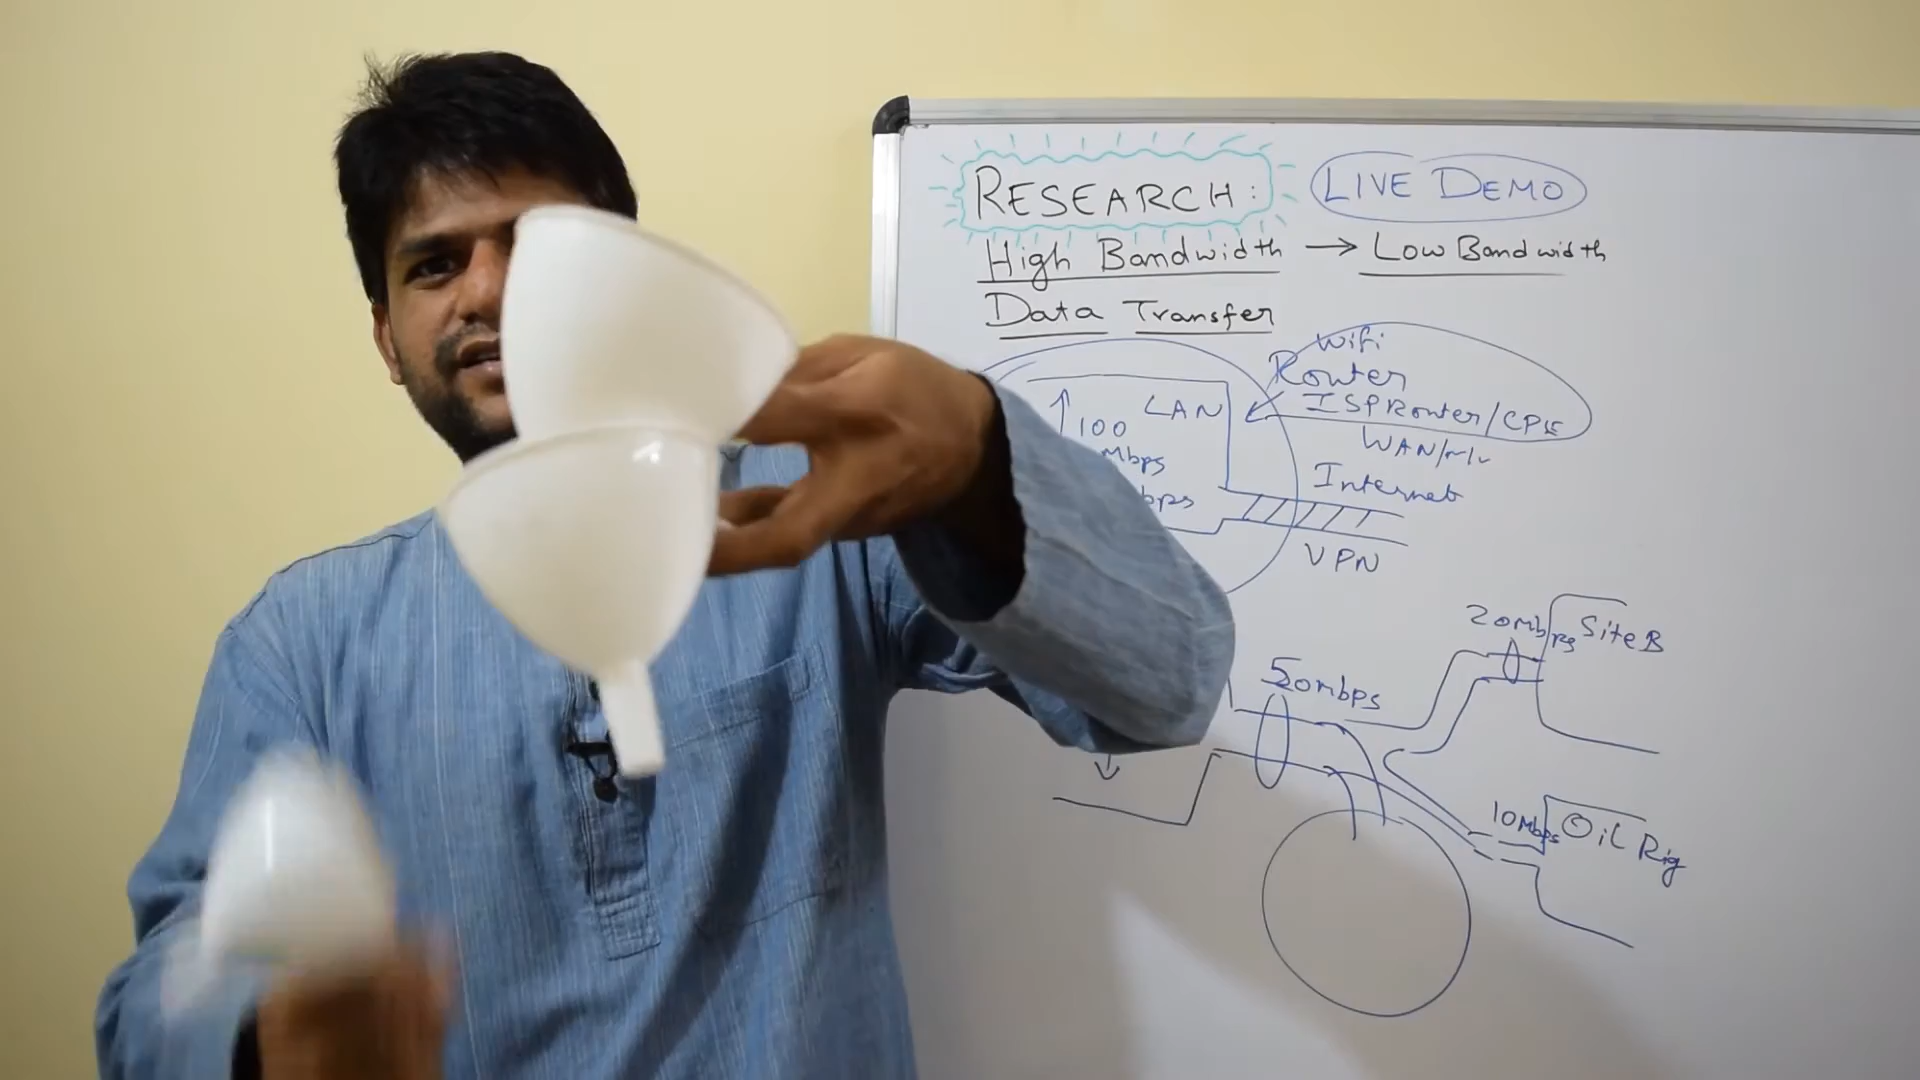 RESEARCH:
LIVE DEMO
High Bandwidth → Low Bandwidth
Data Transfer
Wifi
Router
ISP Router/CPE
LAN
100
Mbps
bps
WAN/
Internet
VPN
20mbps
Site B
50mbps
10Mbps
Oil Rig